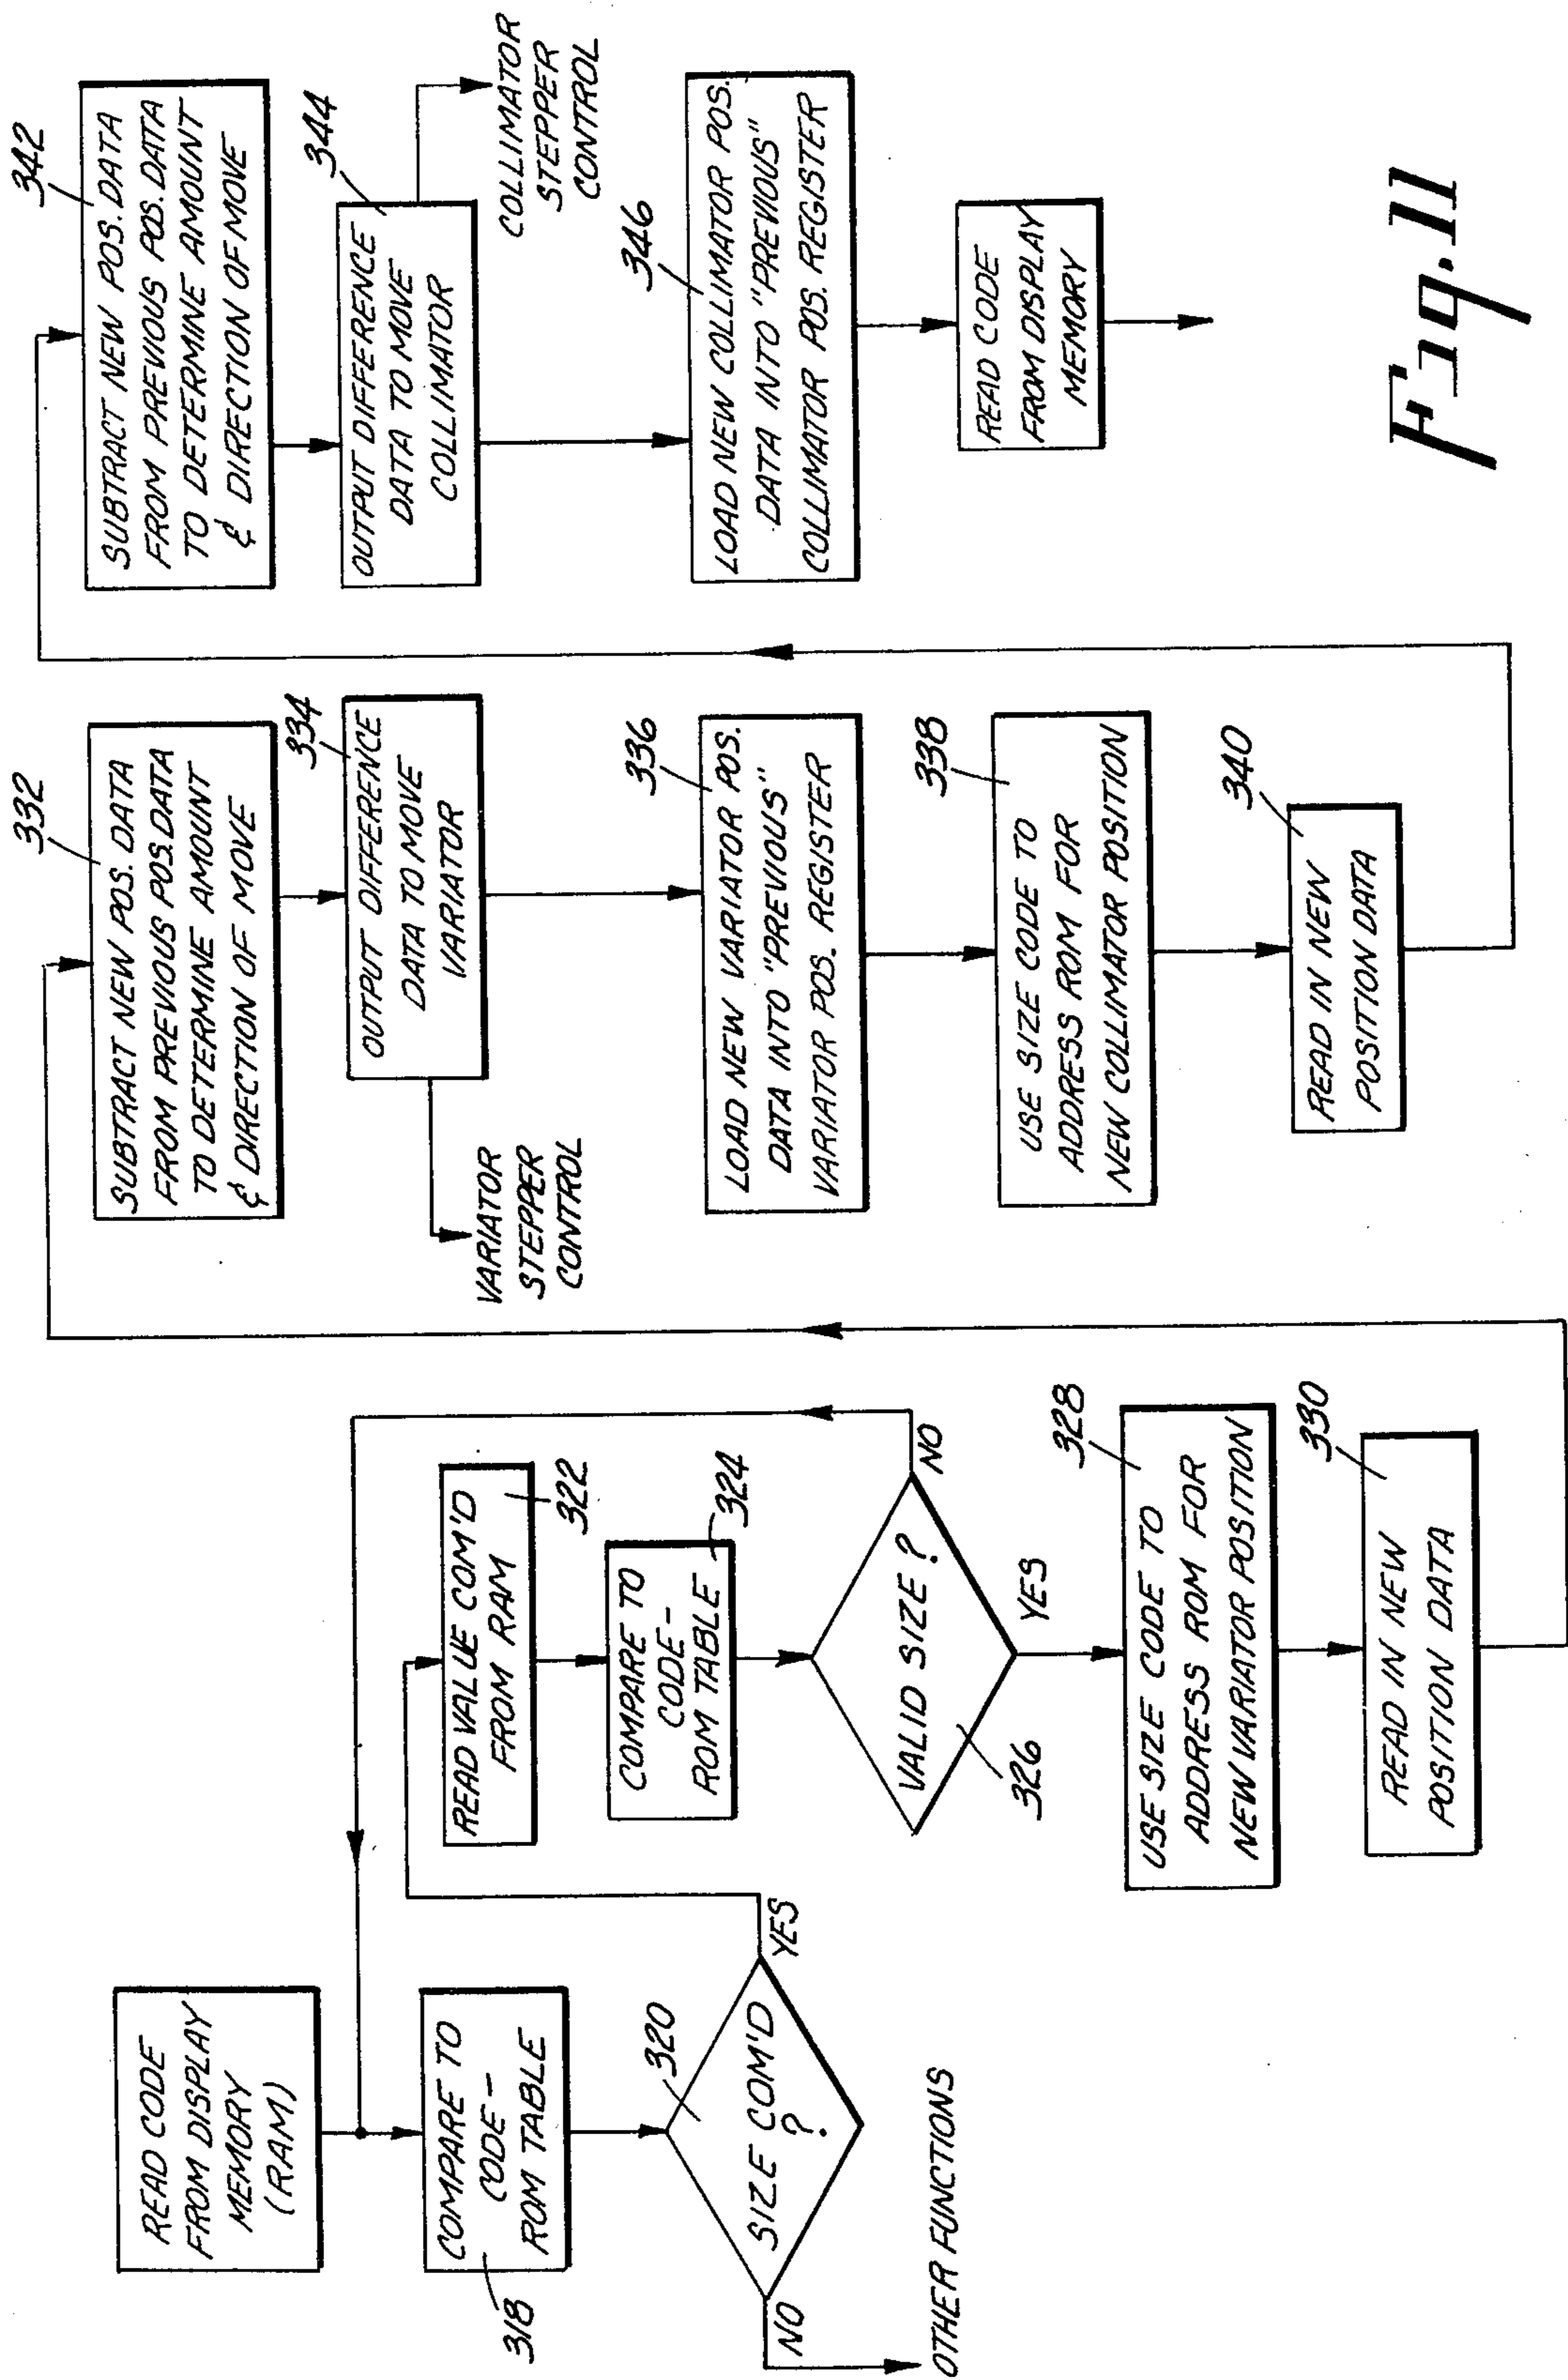 READ CODE
FROM DISPLAY
MEMORY
(RAM)
COMPARE TO
CODE-
ROM TABLE
318
SIZE COM'D
?
320
YES
NO
OTHER FUNCTIONS
READ VALUE COM'D
FROM RAM
322
COMPARE TO
CODE-
ROM TABLE
324
VALID SIZE ?
326
NO
YES
USE SIZE CODE TO
ADDRESS ROM FOR
NEW VARIATOR POSITION
328
READ IN NEW
POSITION DATA
330
332
SUBTRACT NEW POS. DATA
FROM PREVIOUS POS. DATA
TO DETERMINE AMOUNT
& DIRECTION OF MOVE
334
OUTPUT DIFFERENCE
DATA TO MOVE
VARIATOR
VARIATOR
STEPPER
CONTROL
336
LOAD NEW VARIATOR POS.
DATA INTO "PREVIOUS"
VARIATOR POS. REGISTER
338
USE SIZE CODE TO
ADDRESS ROM FOR
NEW COLLIMATOR POSITION
340
READ IN NEW
POSITION DATA
342
SUBTRACT NEW POS. DATA
FROM PREVIOUS POS. DATA
TO DETERMINE AMOUNT
& DIRECTION OF MOVE
344
OUTPUT DIFFERENCE
DATA TO MOVE
COLLIMATOR
COLLIMATOR
STEPPER
CONTROL
346
LOAD NEW COLLIMATOR POS.
DATA INTO "PREVIOUS"
COLLIMATOR POS. REGISTER
READ CODE
FROM DISPLAY
MEMORY
Fig. 11